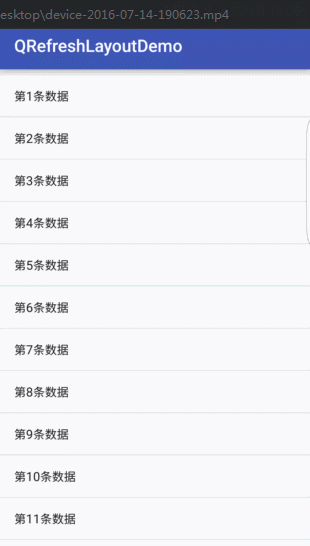 esktop\device-2016-07-14-190623.mp4
QRefreshLayoutDemo
第1条数据
第2条数据
第3条数据
第4条数据
第5条数据
第6条数据
第7条数据
第8条数据
第9条数据
第10条数据
第11条数据